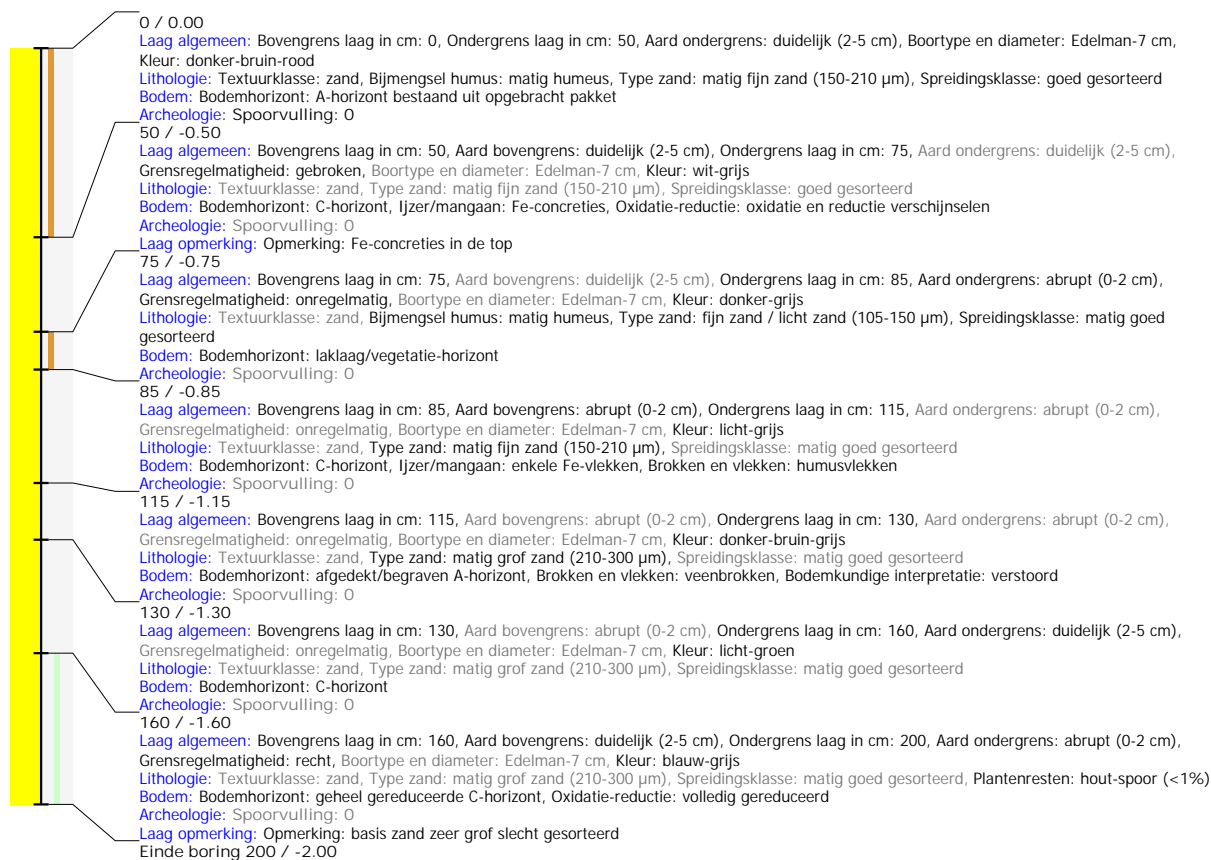 0 / 0.00
Laag algemeen: Bovengrens laag in cm: 0, Ondergrens laag in cm: 50, Aard ondergrens: duidelijk (2-5 cm), Boortype en diameter: Edelman-7 cm,
Kleur: donker-bruin-rood
Lithologie: Textuurklasse: zand, Bijmengsel humus: matig humeus, Type zand: matig fijn zand (150-210 µm), Spreidingsklasse: goed gesorteerd
Bodem: Bodemhorizont: A-horizont bestaand uit opgebracht pakket
Archeologie: Spoorvulling: 0
50 / -0.50
Laag algemeen: Bovengrens laag in cm: 50, Aard bovengrens: duidelijk (2-5 cm), Ondergrens laag in cm: 75, Aard ondergrens: duidelijk (2-5 cm),
Grensregelmatigheid: gebroken, Boortype en diameter: Edelman-7 cm, Kleur: wit-grijs
Lithologie: Textuurklasse: zand, Type zand: matig fijn zand (150-210 µm), Spreidingsklasse: goed gesorteerd
Bodem: Bodemhorizont: C-horizont, Ijzer/mangaan: Fe-concreties, Oxidatie-reductie: oxidatie en reductie verschijnselen
Archeologie: Spoorvulling: 0
Laag opmerking: Opmerking: Fe-concreties in de top
75 / -0.75
Laag algemeen: Bovengrens laag in cm: 75, Aard bovengrens: duidelijk (2-5 cm), Ondergrens laag in cm: 85, Aard ondergrens: abrupt (0-2 cm),
Grensregelmatigheid: onregelmatig, Boortype en diameter: Edelman-7 cm, Kleur: donker-grijs
Lithologie: Textuurklasse: zand, Bijmengsel humus: matig humeus, Type zand: fijn zand / licht zand (105-150 µm), Spreidingsklasse: matig goed
gesorteerd
Bodem: Bodemhorizont: laklaag/vegetatie-horizont
Archeologie: Spoorvulling: 0
85 / -0.85
Laag algemeen: Bovengrens laag in cm: 85, Aard bovengrens: abrupt (0-2 cm), Ondergrens laag in cm: 115, Aard ondergrens: abrupt (0-2 cm),
Grensregelmatigheid: onregelmatig, Boortype en diameter: Edelman-7 cm, Kleur: licht-grijs
Lithologie: Textuurklasse: zand, Type zand: matig fijn zand (150-210 µm), Spreidingsklasse: matig goed gesorteerd
Bodem: Bodemhorizont: C-horizont, Ijzer/mangaan: enkele Fe-vlekken, Brokken en vlekken: humusvlekken
Archeologie: Spoorvulling: 0
115 / -1.15
Laag algemeen: Bovengrens laag in cm: 115, Aard bovengrens: abrupt (0-2 cm), Ondergrens laag in cm: 130, Aard ondergrens: abrupt (0-2 cm),
Grensregelmatigheid: onregelmatig, Boortype en diameter: Edelman-7 cm, Kleur: donker-bruin-grijs
Lithologie: Textuurklasse: zand, Type zand: matig grof zand (210-300 µm), Spreidingsklasse: matig goed gesorteerd
Bodem: Bodemhorizont: afgedekt/begraven A-horizont, Brokken en vlekken: veenbrokken, Bodemkundige interpretatie: verstoord
Archeologie: Spoorvulling: 0
130 / -1.30
Laag algemeen: Bovengrens laag in cm: 130, Aard bovengrens: abrupt (0-2 cm), Ondergrens laag in cm: 160, Aard ondergrens: duidelijk (2-5 cm),
Grensregelmatigheid: onregelmatig, Boortype en diameter: Edelman-7 cm, Kleur: licht-groen
Lithologie: Textuurklasse: zand, Type zand: matig grof zand (210-300 µm), Spreidingsklasse: matig goed gesorteerd
Bodem: Bodemhorizont: C-horizont
Archeologie: Spoorvulling: 0
160 / -1.60
Laag algemeen: Bovengrens laag in cm: 160, Aard bovengrens: duidelijk (2-5 cm), Ondergrens laag in cm: 200, Aard ondergrens: abrupt (0-2 cm),
Grensregelmatigheid: recht, Boortype en diameter: Edelman-7 cm, Kleur: blauw-grijs
Lithologie: Textuurklasse: zand, Type zand: matig grof zand (210-300 µm), Spreidingsklasse: matig goed gesorteerd, Plantenresten: hout-spoor (<1%)
Bodem: Bodemhorizont: geheel gereduceerde C-horizont, Oxidatie-reductie: volledig gereduceerd
Archeologie: Spoorvulling: 0
Laag opmerking: Opmerking: basis zand zeer grof slecht gesorteerd
Einde boring 200 / -2.00